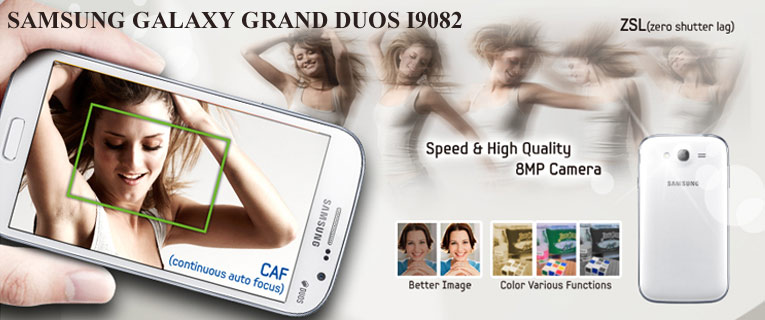 SAMSUNG GALAXY GRAND DUOS I9082
ZSL(zero shutter lag)
Speed & High Quality
8MP Camera
SAMSUNG
CAF
(continuous auto focus)
SAMSUNG
DUOS
Better Image
Color Various Functions